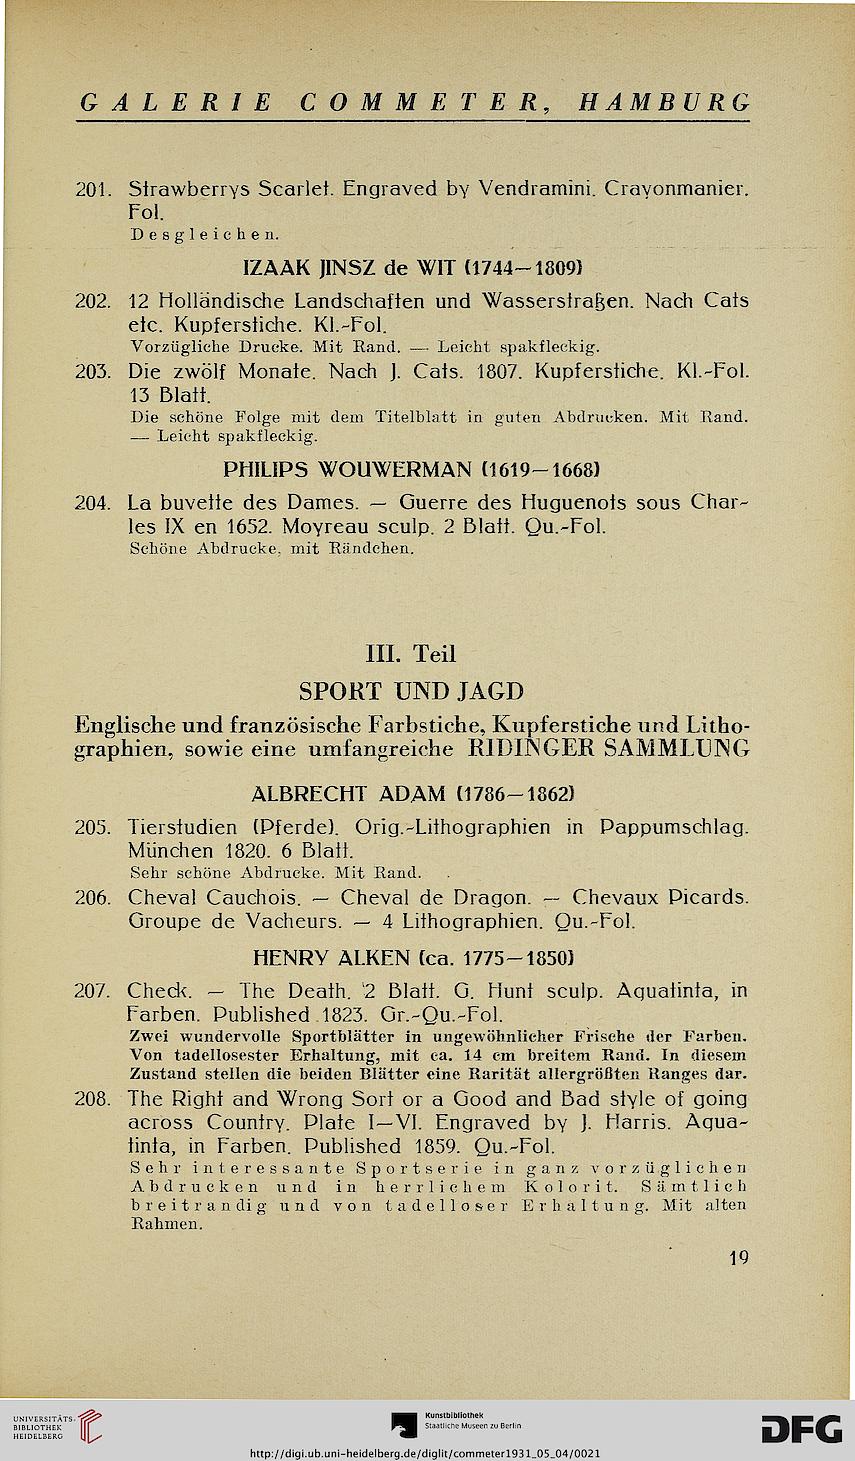 GALERIE COMMETER, HAMBURG
201. Strawberrys Scarlet. Engraved by Vendramini. Crayonmanier.
Fol.
Desgleichen.
IZAAK JINSZ de WIT (1744—1809)
202. 12 Holländische Landschaften und Wasserstraßen. Nach Cats
etc. Kupferstiche. Kl.-Fol.
Vorzügliche Drucke. Mit Rand. — Leicht spakfleckig.
203. Die zwölf Monate. Nach J. Cats. 1807. Kupferstiche. Kl.-Fol.
13 Blatt.
Die schöne Folge mit dem Titelblatt in guten Abdrucken. Mit Rand.
— Leicht spakfleckig.
PHILIPS WOUWERMAN (1619—1668)
204. La buvette des Dames. — Guerre des Huguenots sous Char-
les IX en 1652. Moyreau sculp. 2 Blatt. Qu.-Fol.
Schöne Abdrucke, mit Rändchen.
III. Teil
SPORT UND JAGD
Englische und französische Farbstiche, Kupferstiche und Litho-
graphien, sowie eine umfangreiche RIDINGER SAMMLUNG
ALBRECHT ADAM (1786—1862)
205. Tierstudien (Pferde). Orig.-Lithographien in Pappumschlag.
München 1820. 6 Blatt.
Sehr schöne Abdrucke. Mit Rand.
206. Cheval Cauchois. — Cheval de Dragon. — Chevaux Picards.
Groupe de Vacheurs. — 4 Lithographien. Qu.-Fol.
HENRY ALKEN (ca. 1775—1850)
207. Check. — The Death. 2 Blatt. G. Hunt sculp. Aquatinta, in
Farben. Published 1823. Gr.-Qu.-Fol.
Zwei wundervolle Sportblätter in ungewöhnlicher Frische der Farben.
Von tadellosester Erhaltung, mit ca. 14 cm breitem Rand. In diesem
Zustand stellen die beiden Blätter eine Rarität allergrößten Ranges dar.
208. The Right and Wrong Sort or a Good and Bad style of going
across Country. Plate I—VI. Engraved by J. Harris. Aqua-
tinta, in Farben. Published 1859. Qu.-Fol.
Sehr interessante Sportserie in ganz vorzüglichen
Abdrucken und in herrlichem Kolorit. Sämtlich
breitrandig und von tadelloser Erhaltung. Mit alten
Rahmen.
19
UNIVERSITÄTS-
BIBLIOTHEK
HEIDELBERG
Kunstbibliothek
Staatliche Museen zu Berlin
DFG
http://digi.ub.uni-heidelberg.de/diglit/commeter1931_05_04/0021